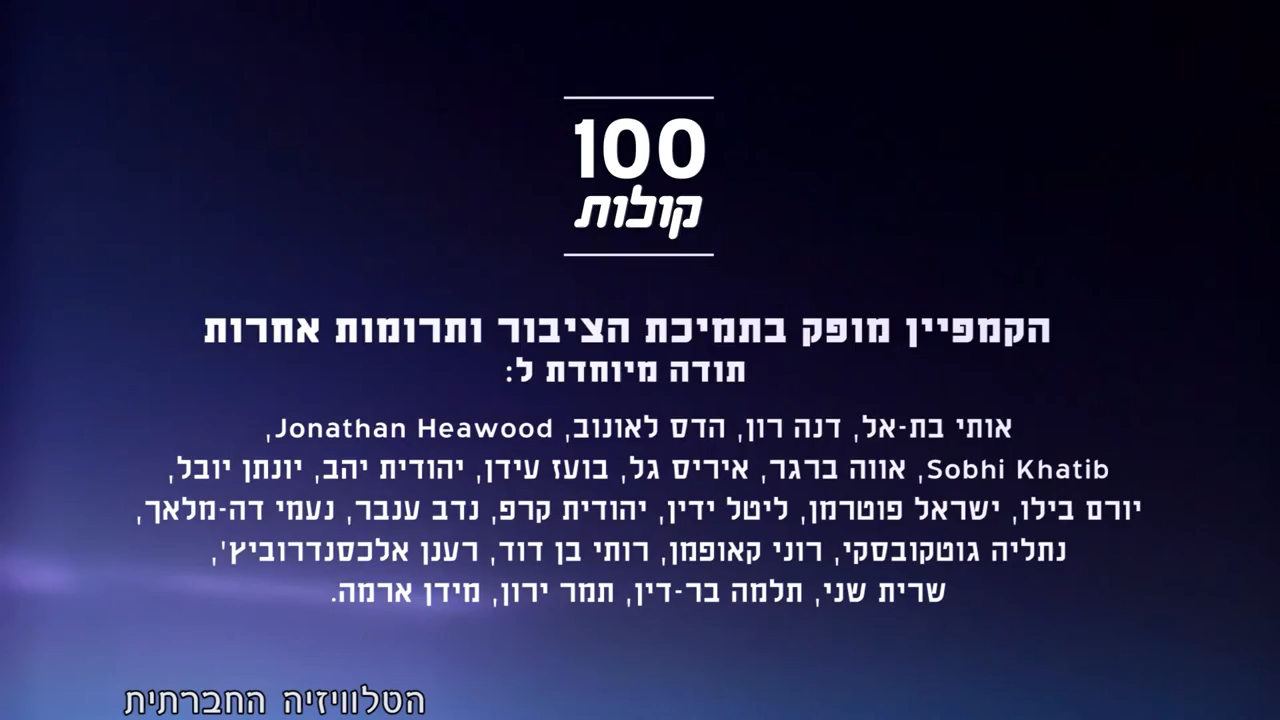 100
קולות
הקמפיין מופק בתמיכת הציבור ותרומות אחרות
תודה מיוחדת ל:
אותי בת-אל, דנה רון, הדס לאונוב, Jonathan Heawood,
Sobhi Khatib, אווה ברגר, איריס גל, בועז עידן, יהודית יהב, יונתן יובל,
יורם בילו, ישראל פוטרמן, ליטל ידין, יהודית קרפ, נדב ענבר, נעמי דה-מלאך,
נתליה גוטקובסקי, רוני קאופמן, רותי בן דוד, רענן אלכסנדרוביץ',
שרית שני, תלמה בר-דין, תמר ירון, מידן ארמה.
הטלוויזיה החברתית